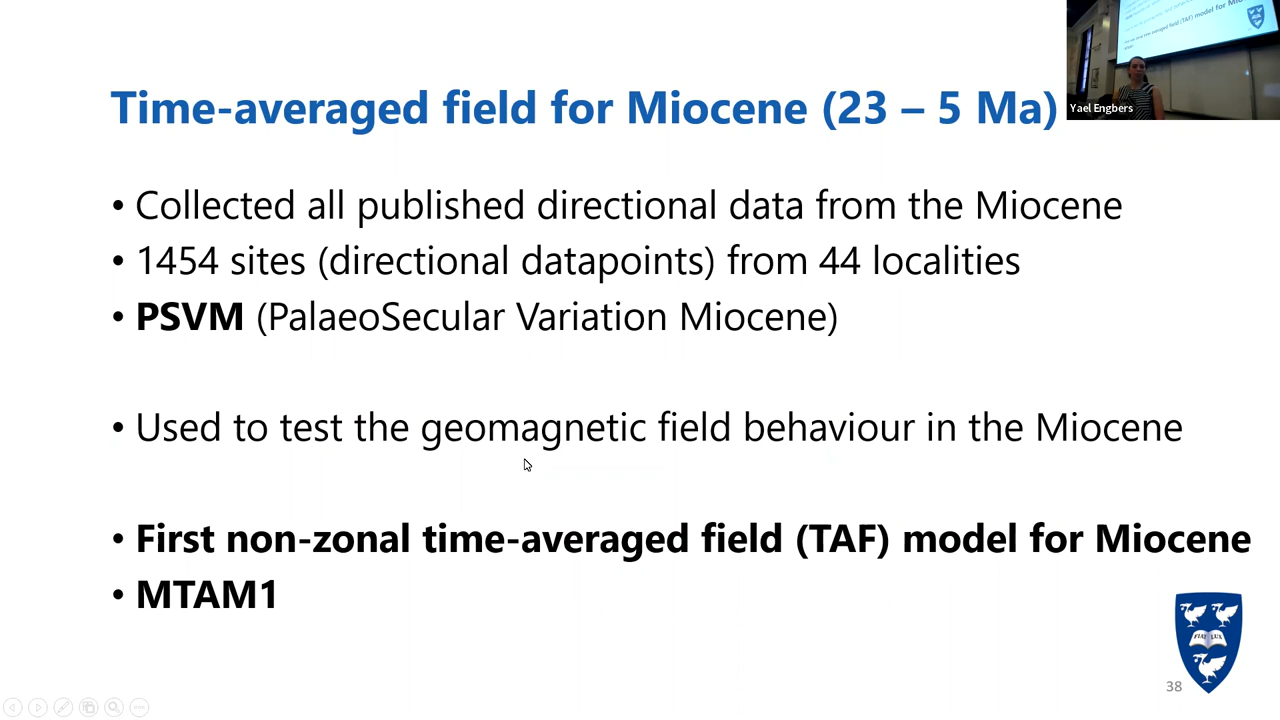 Time-averaged field for Miocene (23 – 5 Ma)
Yael Engbers
• Collected all published directional data from the Miocene
• 1454 sites (directional datapoints) from 44 localities
• PSVM (PalaeoSecular Variation Miocene)
• Used to test the geomagnetic field behaviour in the Miocene
• First non-zonal time-averaged field (TAF) model for Miocene
• MTAM1
FIAT LUX
38